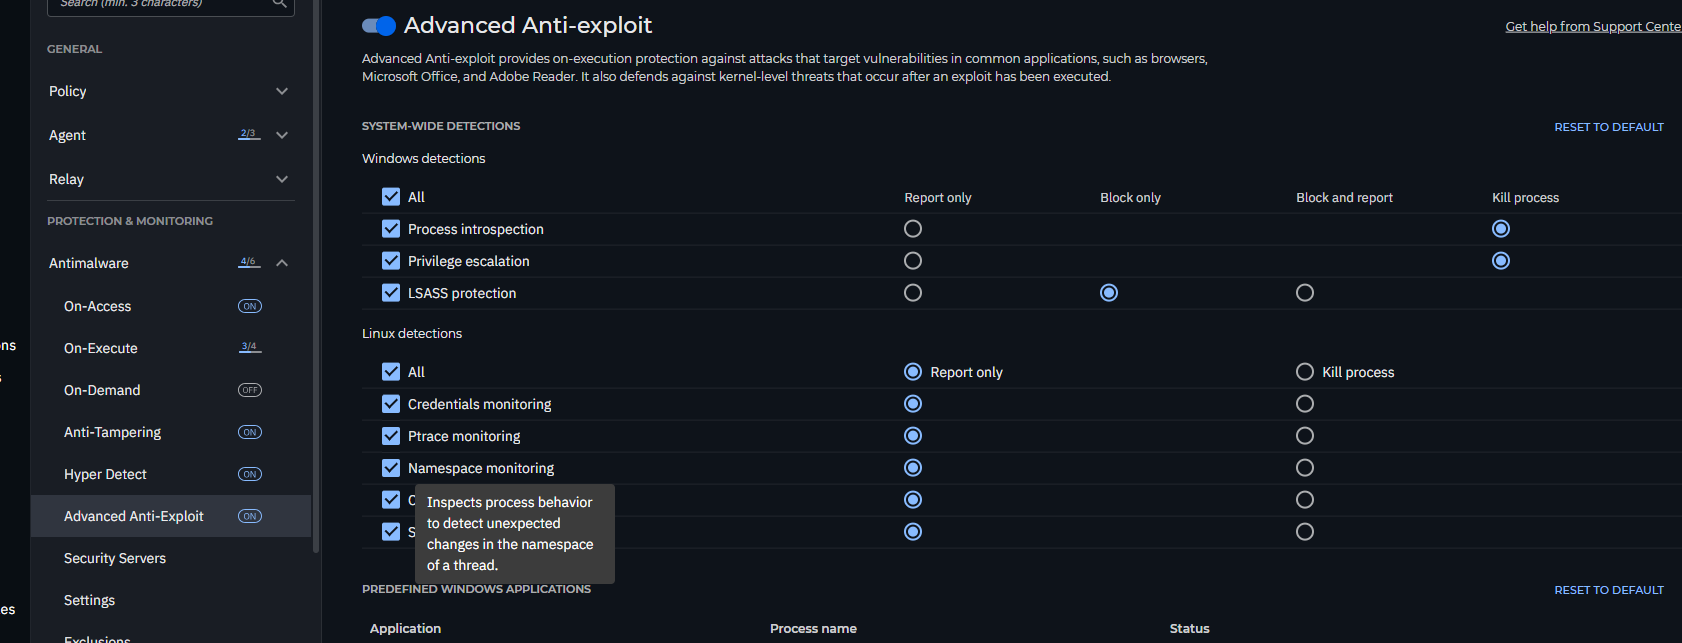 Search (min. 3 characters)
GENERAL
Policy
Agent 2/3
Relay
PROTECTION & MONITORING
Antimalware 4/6
On-Access ON
On-Execute 3/4
On-Demand OFF
Anti-Tampering ON
Hyper Detect ON
Advanced Anti-Exploit ON
Security Servers
Settings
Exclusions
ns
es
Advanced Anti-exploit
Get help from Support Cente
Advanced Anti-exploit provides on-execution protection against attacks that target vulnerabilities in common applications, such as browsers,
Microsoft Office, and Adobe Reader. It also defends against kernel-level threats that occur after an exploit has been executed.
SYSTEM-WIDE DETECTIONS RESET TO DEFAULT
Windows detections
All Report only Block only Block and report Kill process
Process introspection
Privilege escalation
LSASS protection
Linux detections
All Report only Kill process
Credentials monitoring
Ptrace monitoring
Namespace monitoring
Inspects process behavior
to detect unexpected
changes in the namespace
of a thread.
PREDEFINED WINDOWS APPLICATIONS RESET TO DEFAULT
Application Process name Status